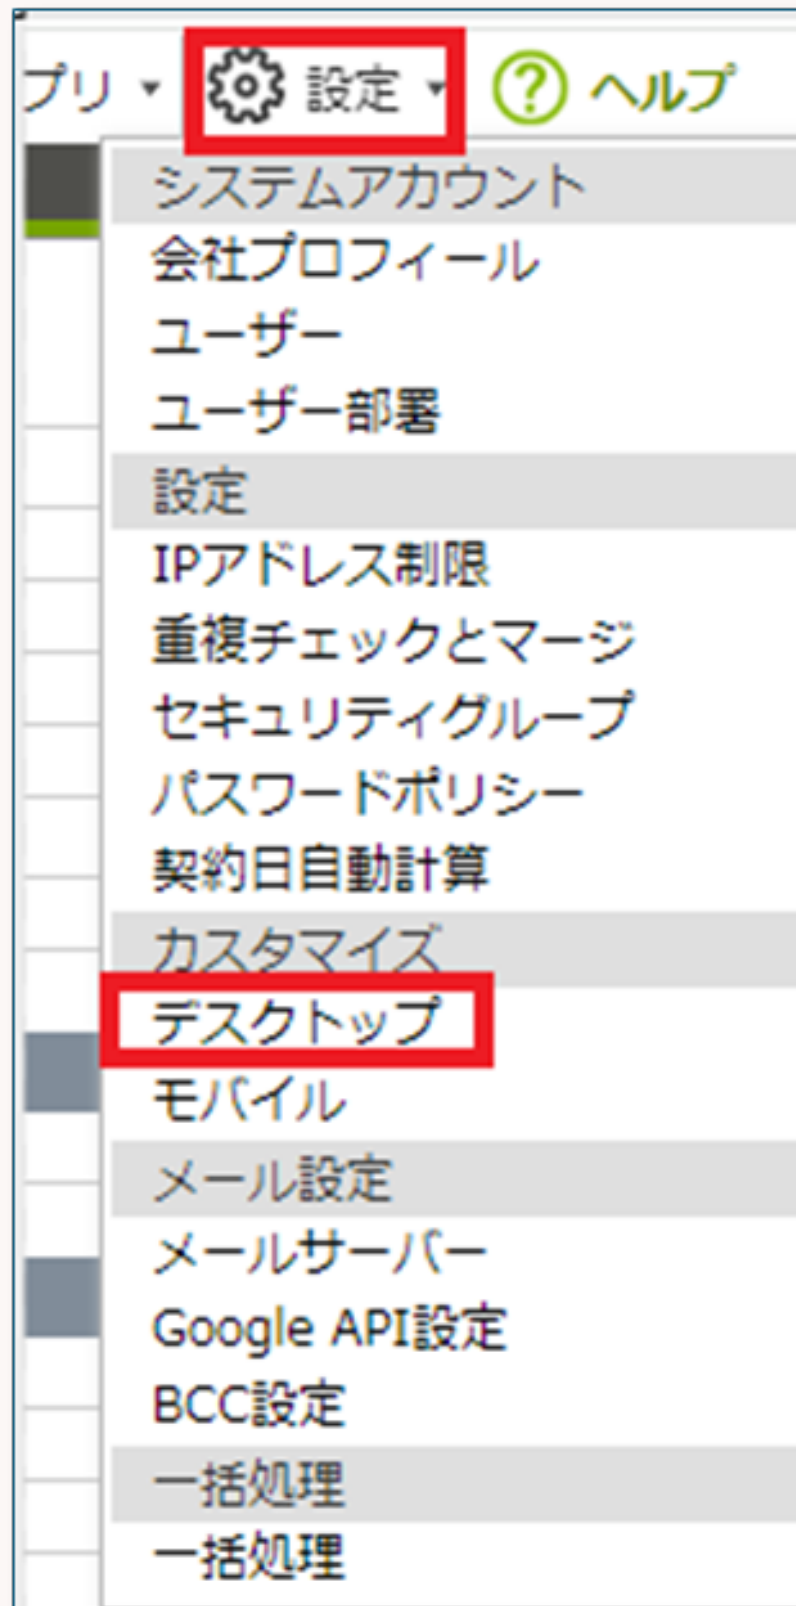 プリ 設定 ヘルプ
システムアカウント
会社プロフィール
ユーザー
ユーザー部署
設定
IPアドレス制限
重複チェックとマージ
セキュリティグループ
パスワードポリシー
契約日自動計算
カスタマイズ
デスクトップ
モバイル
メール設定
メールサーバー
Google API設定
BCC設定
一括処理
一括処理